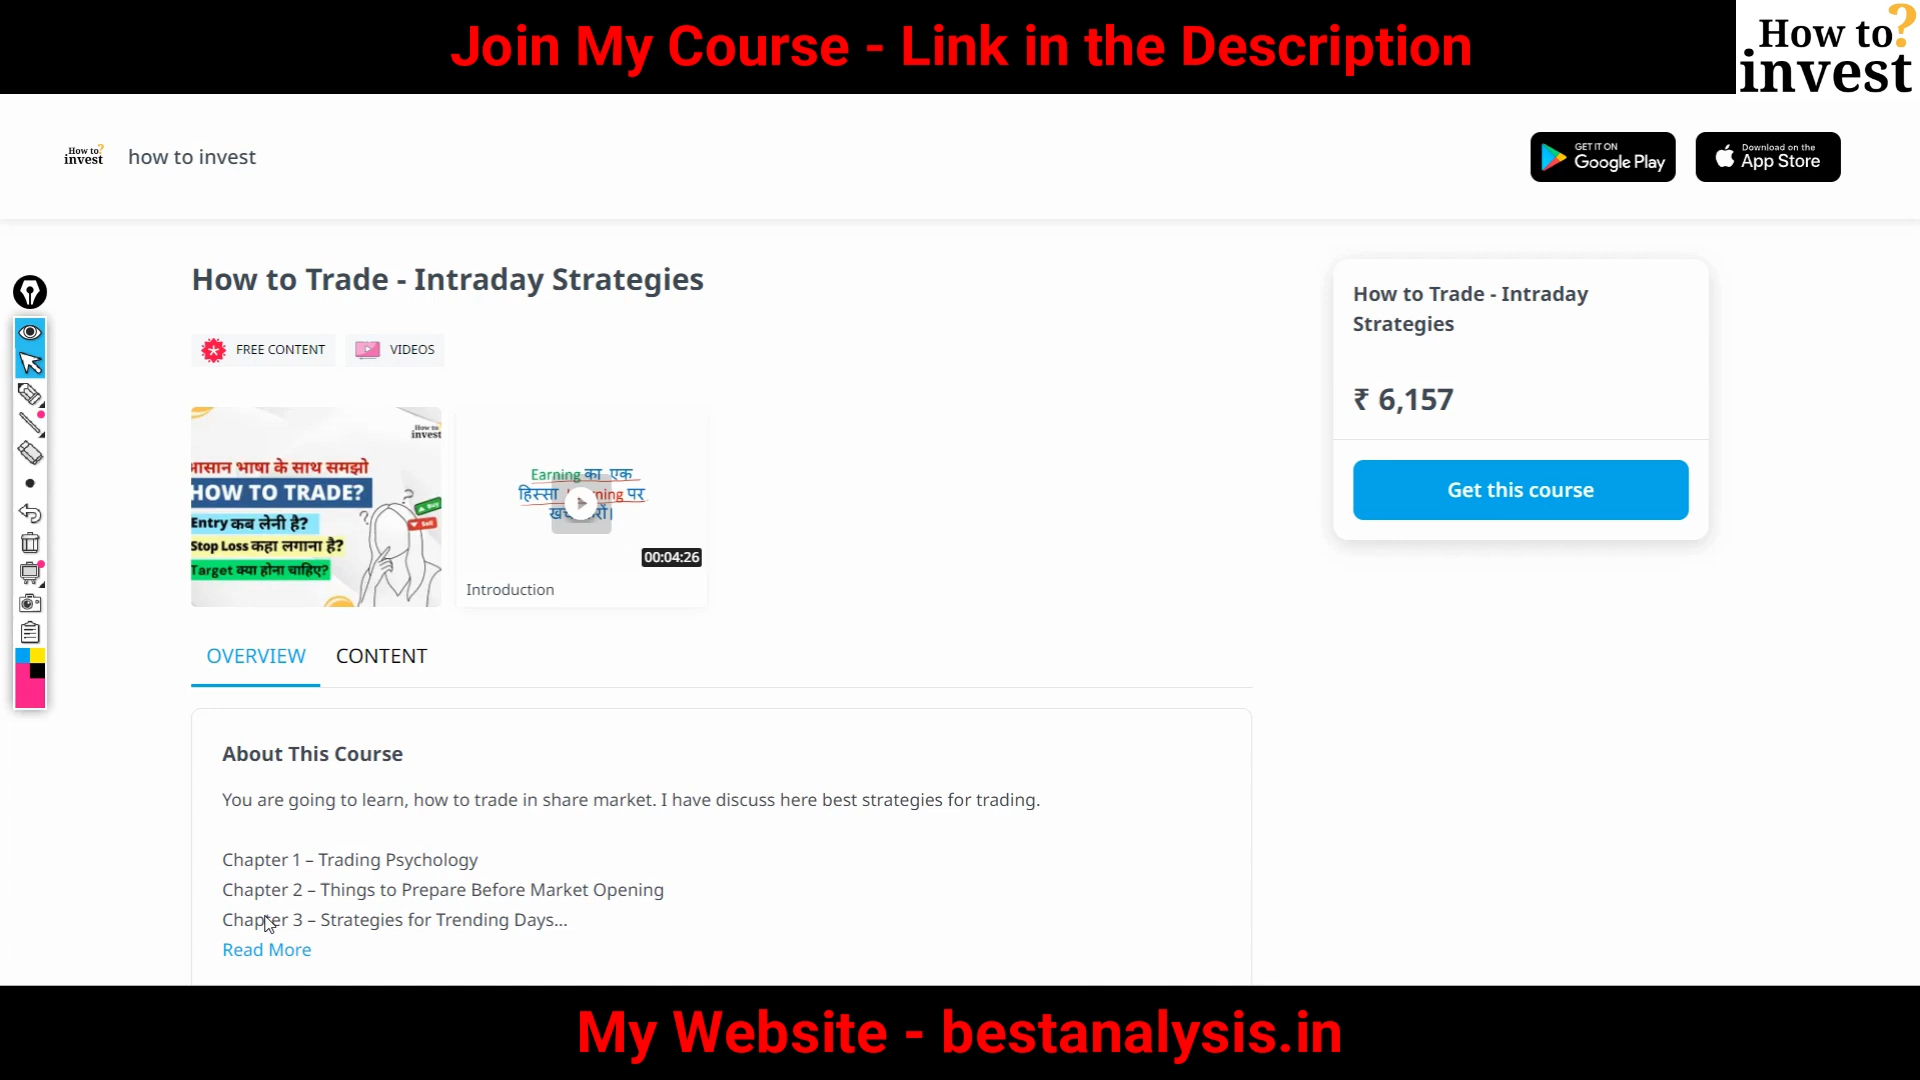 Join My Course - Link in the Description
How to?
invest
How to?
invest
how to invest
GET IT ON
Google Play
Download on the
App Store
How to Trade - Intraday Strategies
FREE CONTENT
VIDEOS
How to
invest
आसान भाषा के साथ समझो
HOW TO TRADE?
Entry कब लेनी है?
Stop Loss कहा लगाना है?
Target क्या होना चाहिए?
Buy
Sell
Earning का एक
हिस्सा पर
00:04:26
Introduction
How to Trade - Intraday
Strategies
₹ 6,157
Get this course
OVERVIEW
CONTENT
About This Course
You are going to learn, how to trade in share market. I have discuss here best strategies for trading.
Chapter 1 – Trading Psychology
Chapter 2 – Things to Prepare Before Market Opening
Chapter 3 – Strategies for Trending Days...
Read More
My Website - bestanalysis.in